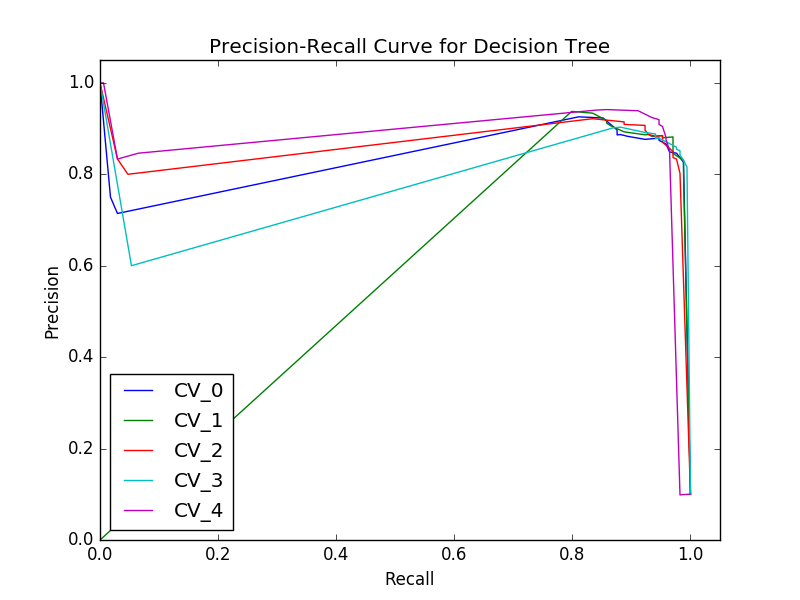 Precision-Recall Curve for Decision Tree
1.0
0.8
0.6
0.4
0.2
0.0
Precision
CV_0
CV_1
CV_2
CV_3
CV_4
0.0 0.2 0.4 0.6 0.8 1.0
Recall